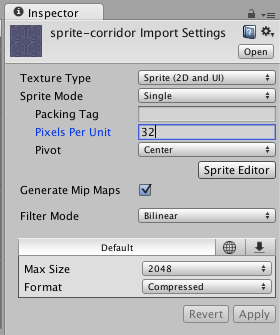 Inspector
sprite-corridor Import Settings
Open
Texture Type Sprite (2D and UI)
Sprite Mode Single
Packing Tag
Pixels Per Unit 32
Pivot Center
Sprite Editor
Generate Mip Maps
Filter Mode Bilinear
Default
Max Size 2048
Format Compressed
Revert Apply